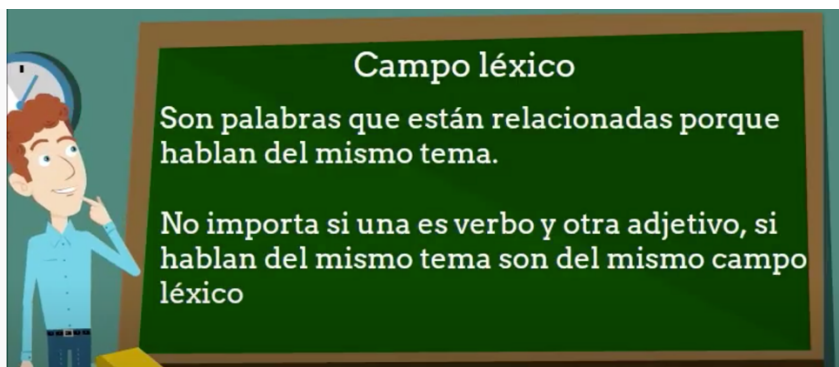 Campo léxico
Son palabras que están relacionadas porque
hablan del mismo tema.
No importa si una es verbo y otra adjetivo, si
hablan del mismo tema son del mismo campo
léxico